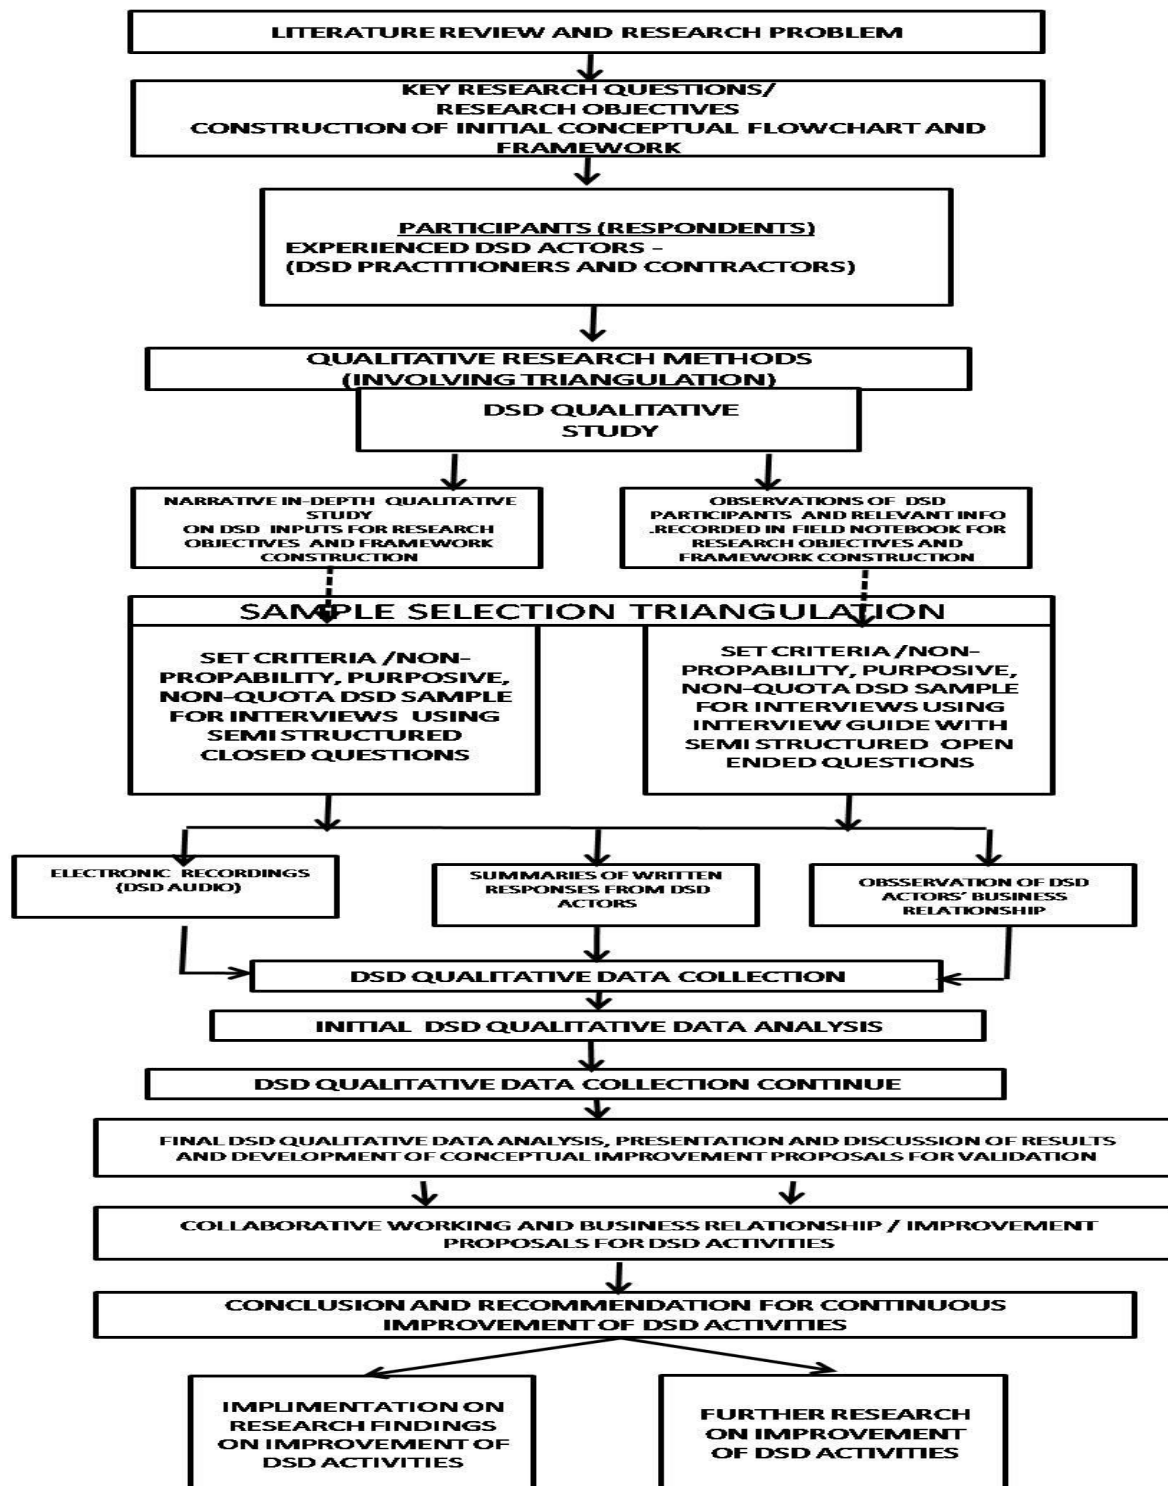 LITERATURE REVIEW AND RESEARCH PROBLEM
KEY RESEARCH QUESTIONS/
RESEARCH OBJECTIVES
CONSTRUCTION OF INITIAL CONCEPTUAL FLOWCHART AND
FRAMEWORK
PARTICIPANTS (RESPONDENTS)
EXPERIENCED DSD ACTORS –
(DSD PRACTITIONERS AND CONTRACTORS)
QUALITATIVE RESEARCH METHODS
(INVOLVING TRIANGULATION)
DSD QUALITATIVE
STUDY
NARRATIVE IN-DEPTH QUALITATIVE
STUDY
ON DSD INPUTS FOR RESEARCH
OBJECTIVES AND FRAMEWORK
CONSTRUCTION
OBSERVATIONS OF DSD
PARTICIPANTS AND RELEVANT INFO
.RECORDED IN FIELD NOTEBOOK FOR
RESEARCH OBJECTIVES AND
FRAMEWORK CONSTRUCTION
SAMPLE SELECTION TRIANGULATION
SET CRITERIA /NON-
PROPABILITY, PURPOSIVE,
NON-QUOTA DSD SAMPLE
FOR INTERVIEWS USING
SEMI STRUCTURED
CLOSED QUESTIONS
SET CRITERIA /NON-
PROPABILITY, PURPOSIVE,
NON-QUOTA DSD SAMPLE
FOR INTERVIEWS USING
INTERVIEW GUIDE WITH
SEMI STRUCTURED OPEN
ENDED QUESTIONS
ELECTRONIC RECORDINGS
(DSD AUDIO)
SUMMARIES OF WRITTEN
RESPONSES FROM DSD
ACTORS
OBSSERVATION OF DSD
ACTORS' BUSINESS
RELATIONSHIP
DSD QUALITATIVE DATA COLLECTION
INITIAL DSD QUALITATIVE DATA ANALYSIS
DSD QUALITATIVE DATA COLLECTION CONTINUE
FINAL DSD QUALITATIVE DATA ANALYSIS, PRESENTATION AND DISCUSSION OF RESULTS
AND DEVELOPMENT OF CONCEPTUAL IMPROVEMENT PROPOSALS FOR VALIDATION
COLLABORATIVE WORKING AND BUSINESS RELATIONSHIP / IMPROVEMENT
PROPOSALS FOR DSD ACTIVITIES
CONCLUSION AND RECOMMENDATION FOR CONTINUOUS
IMPROVEMENT OF DSD ACTIVITIES
IMPLIMENTATION ON
RESEARCH FINDINGS
ON IMPROVEMENT OF
DSD ACTIVITIES
FURTHER RESEARCH
ON IMPROVEMENT
OF DSD ACTIVITIES